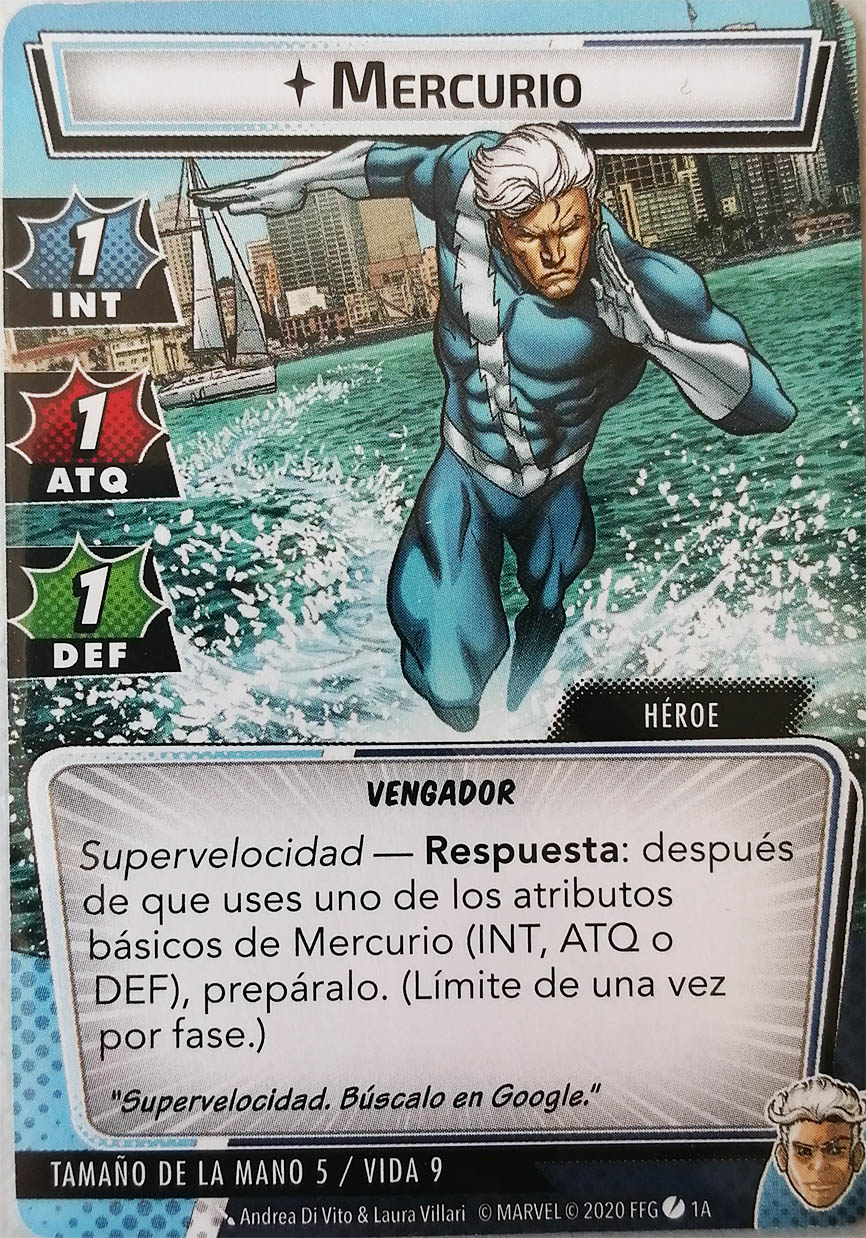 MERCURIO
1
INT
1
ATQ
1
DEF
HÉROE
VENGADOR
Supervelocidad — Respuesta: después
de que uses uno de los atributos
básicos de Mercurio (INT, ATQ o
DEF), prepáralo. (Límite de una vez
por fase.)
"Supervelocidad. Búscalo en Google."
TAMAÑO DE LA MANO 5 / VIDA 9
Andrea Di Vito & Laura Villari © MARVEL © 2020 FFG 1A